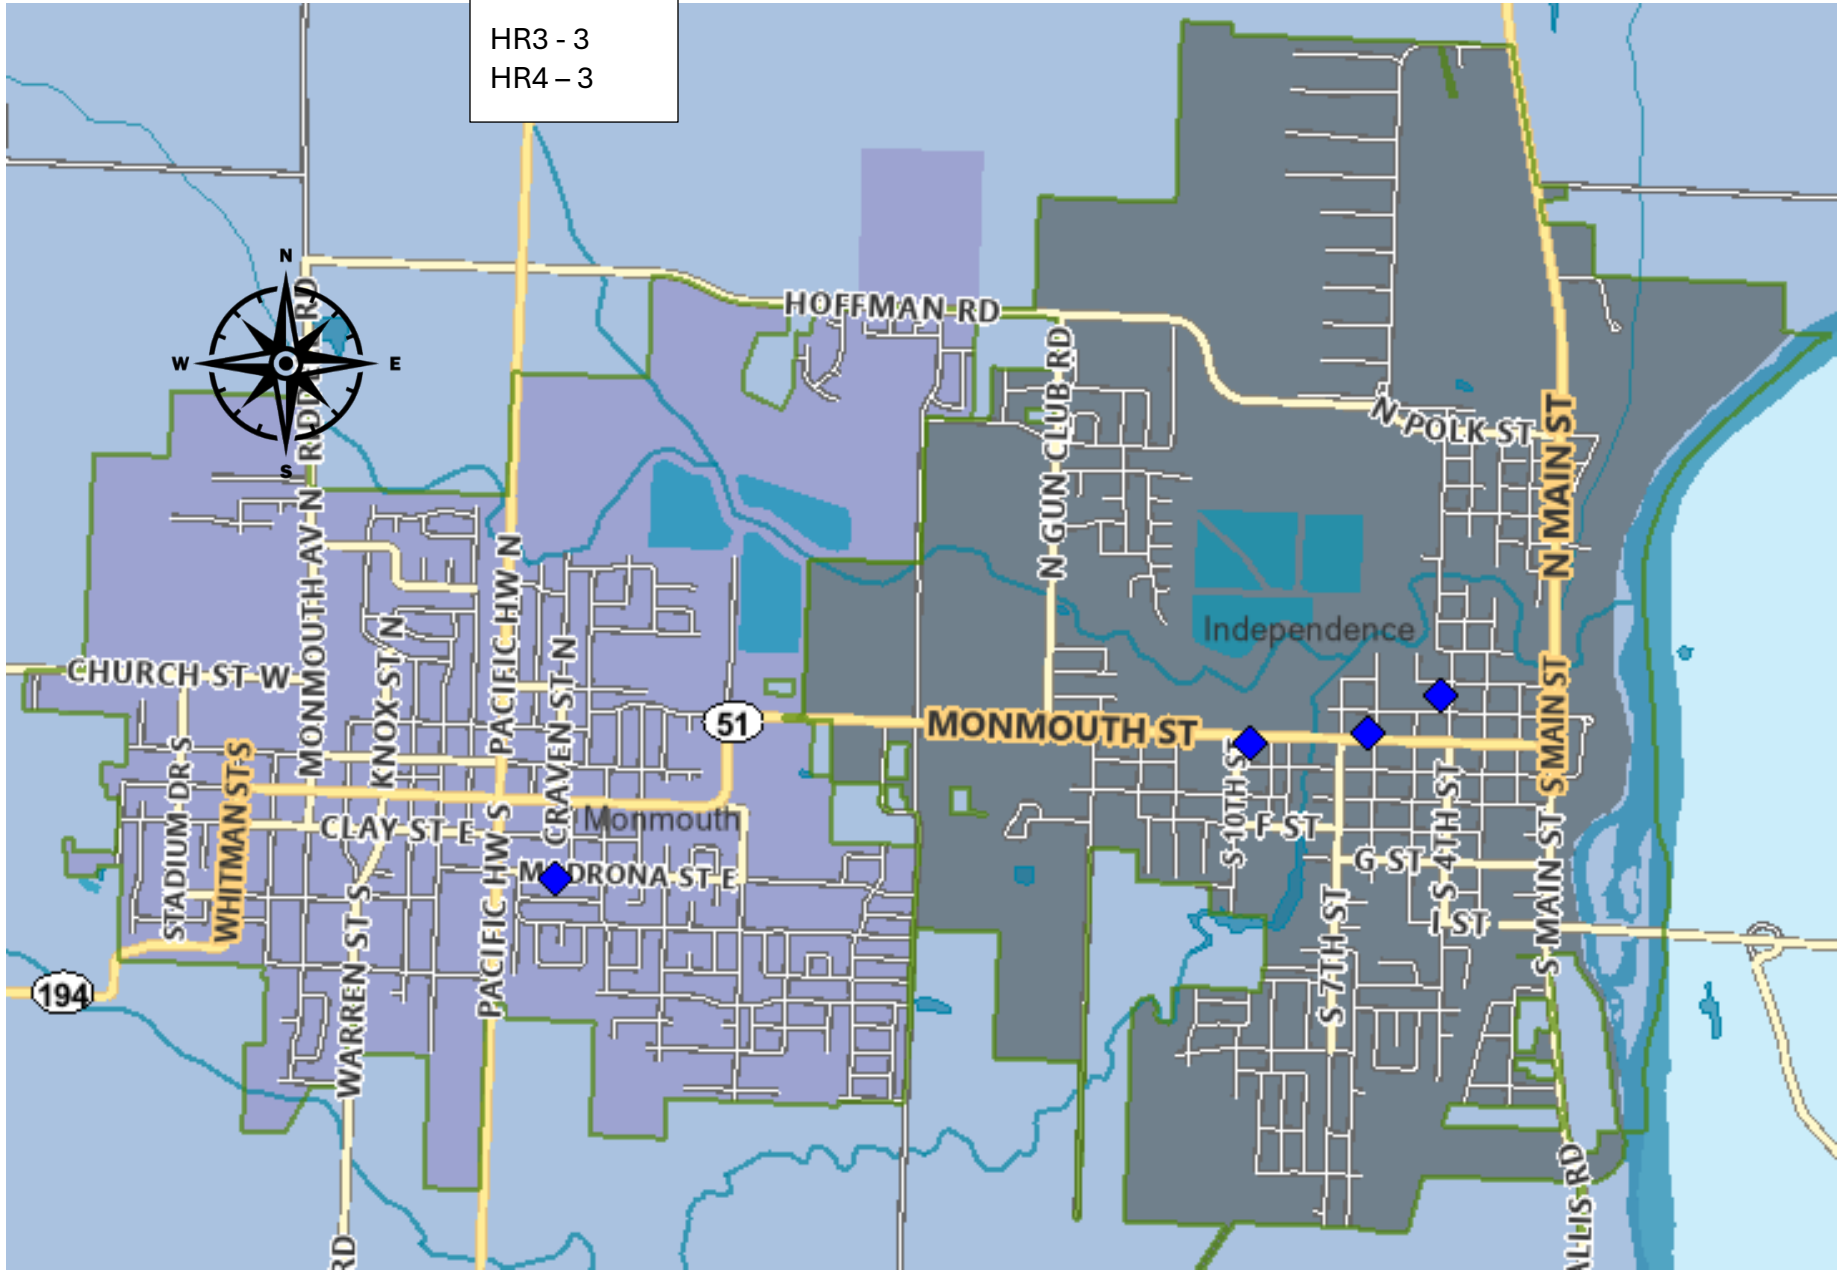 HR3 - 3
HR4 – 3
N
W
E
S
HOFFMAN RD
N GUN CLUB RD
N POLK ST
N MAIN ST
MONMOUTH AV N
PACIFIC HW N
KNOX ST N
CRAVEN ST N
CHURCH ST W
Independence
51
MONMOUTH ST
S MAIN ST
STADIUM DR S
WHITMAN ST S
CLAY ST E
Monmouth
PACIFIC HW S
S 10TH ST
F ST
G ST
S 4TH ST
I ST
S MAIN ST
S 7TH ST
WARREN ST S
194
RD